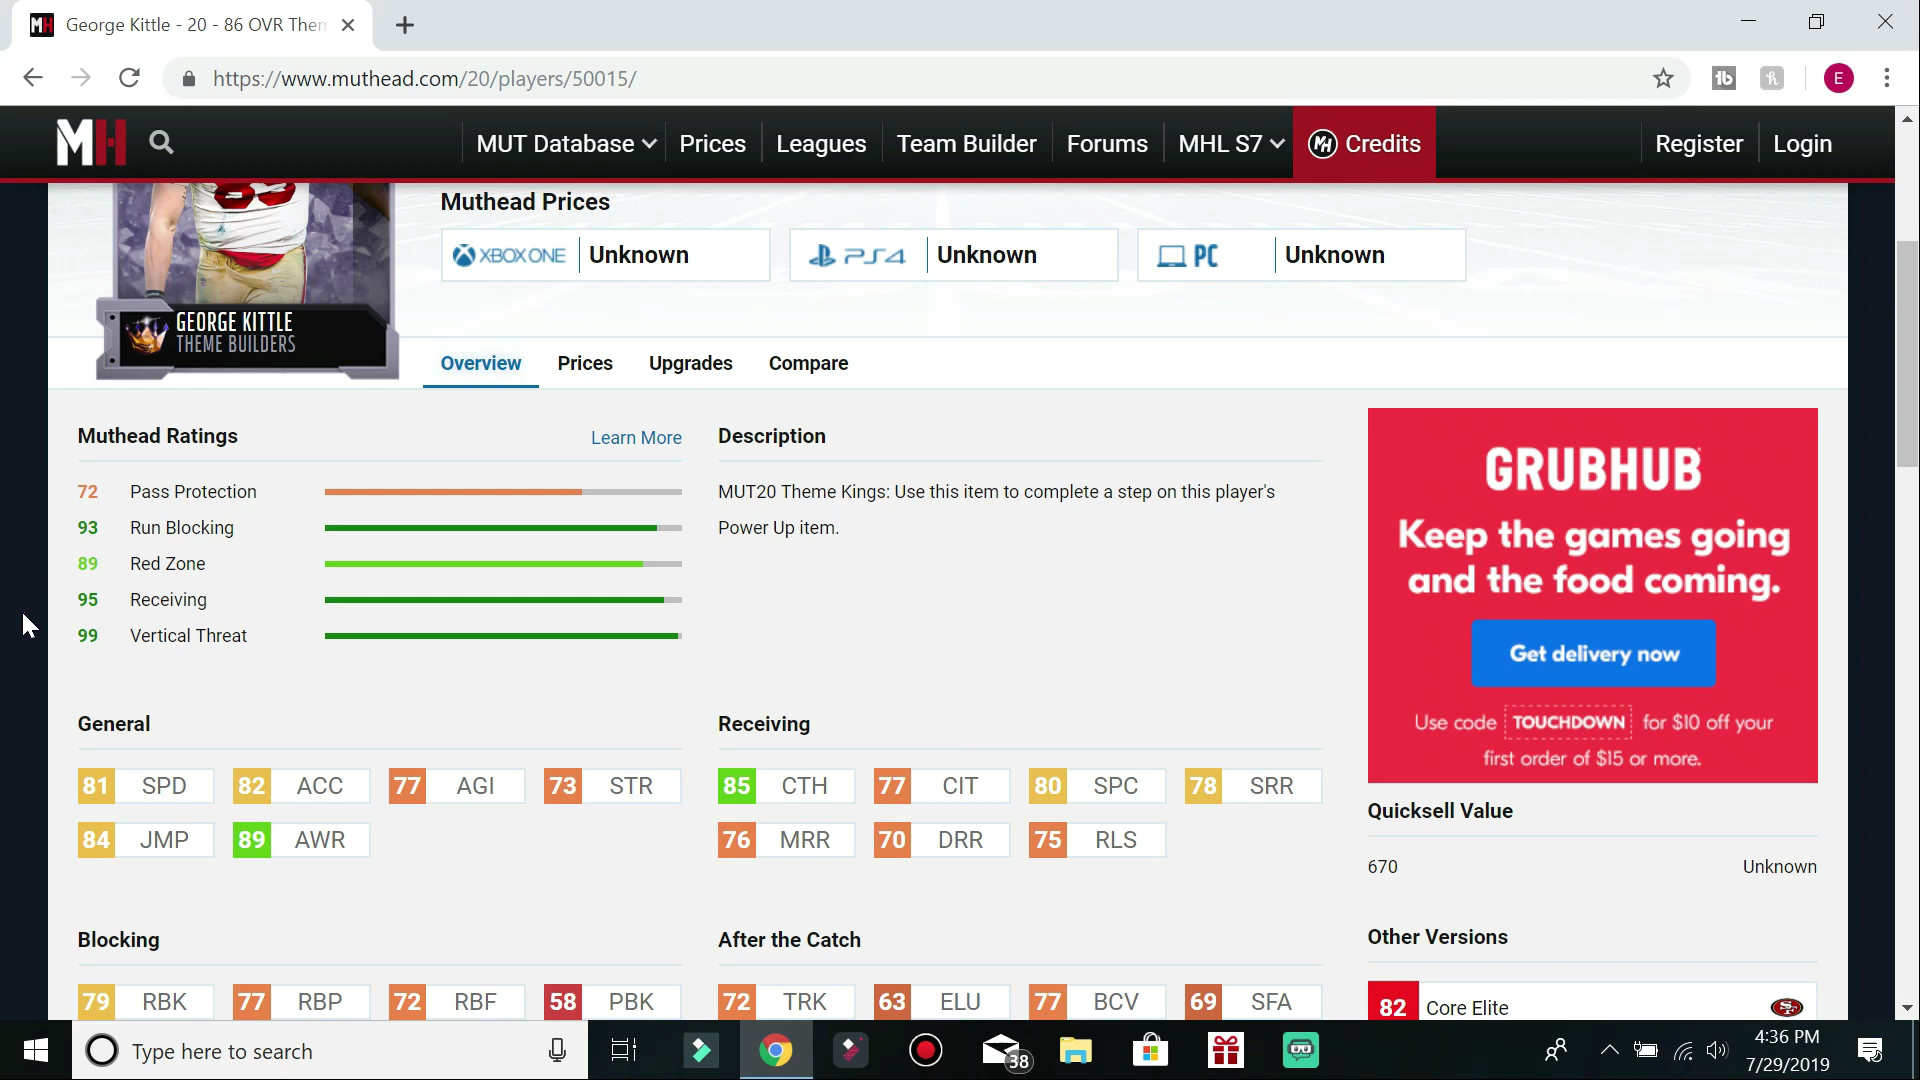 George Kittle - 20 - 86 OVR Them
https://www.muthead.com/20/players/50015/
E
MH
MUT Database
Prices
Leagues
Team Builder
Forums
MHL S7
Credits
Register
Login
Muthead Prices
XBOX ONE Unknown
PS4 Unknown
PC Unknown
GEORGE KITTLE
THEME BUILDERS
Overview
Prices
Upgrades
Compare
Muthead Ratings
Learn More
72 Pass Protection
93 Run Blocking
89 Red Zone
95 Receiving
99 Vertical Threat
Description
MUT20 Theme Kings: Use this item to complete a step on this player's
Power Up item.
GRUBHUB
Keep the games going
and the food coming.
Get delivery now
Use code TOUCHDOWN for $10 off your
first order of $15 or more.
General
81 SPD 82 ACC 77 AGI 73 STR
84 JMP 89 AWR
Receiving
85 CTH 77 CIT 80 SPC 78 SRR
76 MRR 70 DRR 75 RLS
Quicksell Value
670 Unknown
Blocking
79 RBK 77 RBP 72 RBF 58 PBK
After the Catch
72 TRK 63 ELU 77 BCV 69 SFA
Other Versions
82 Core Elite
Type here to search
38
4:36 PM
7/29/2019